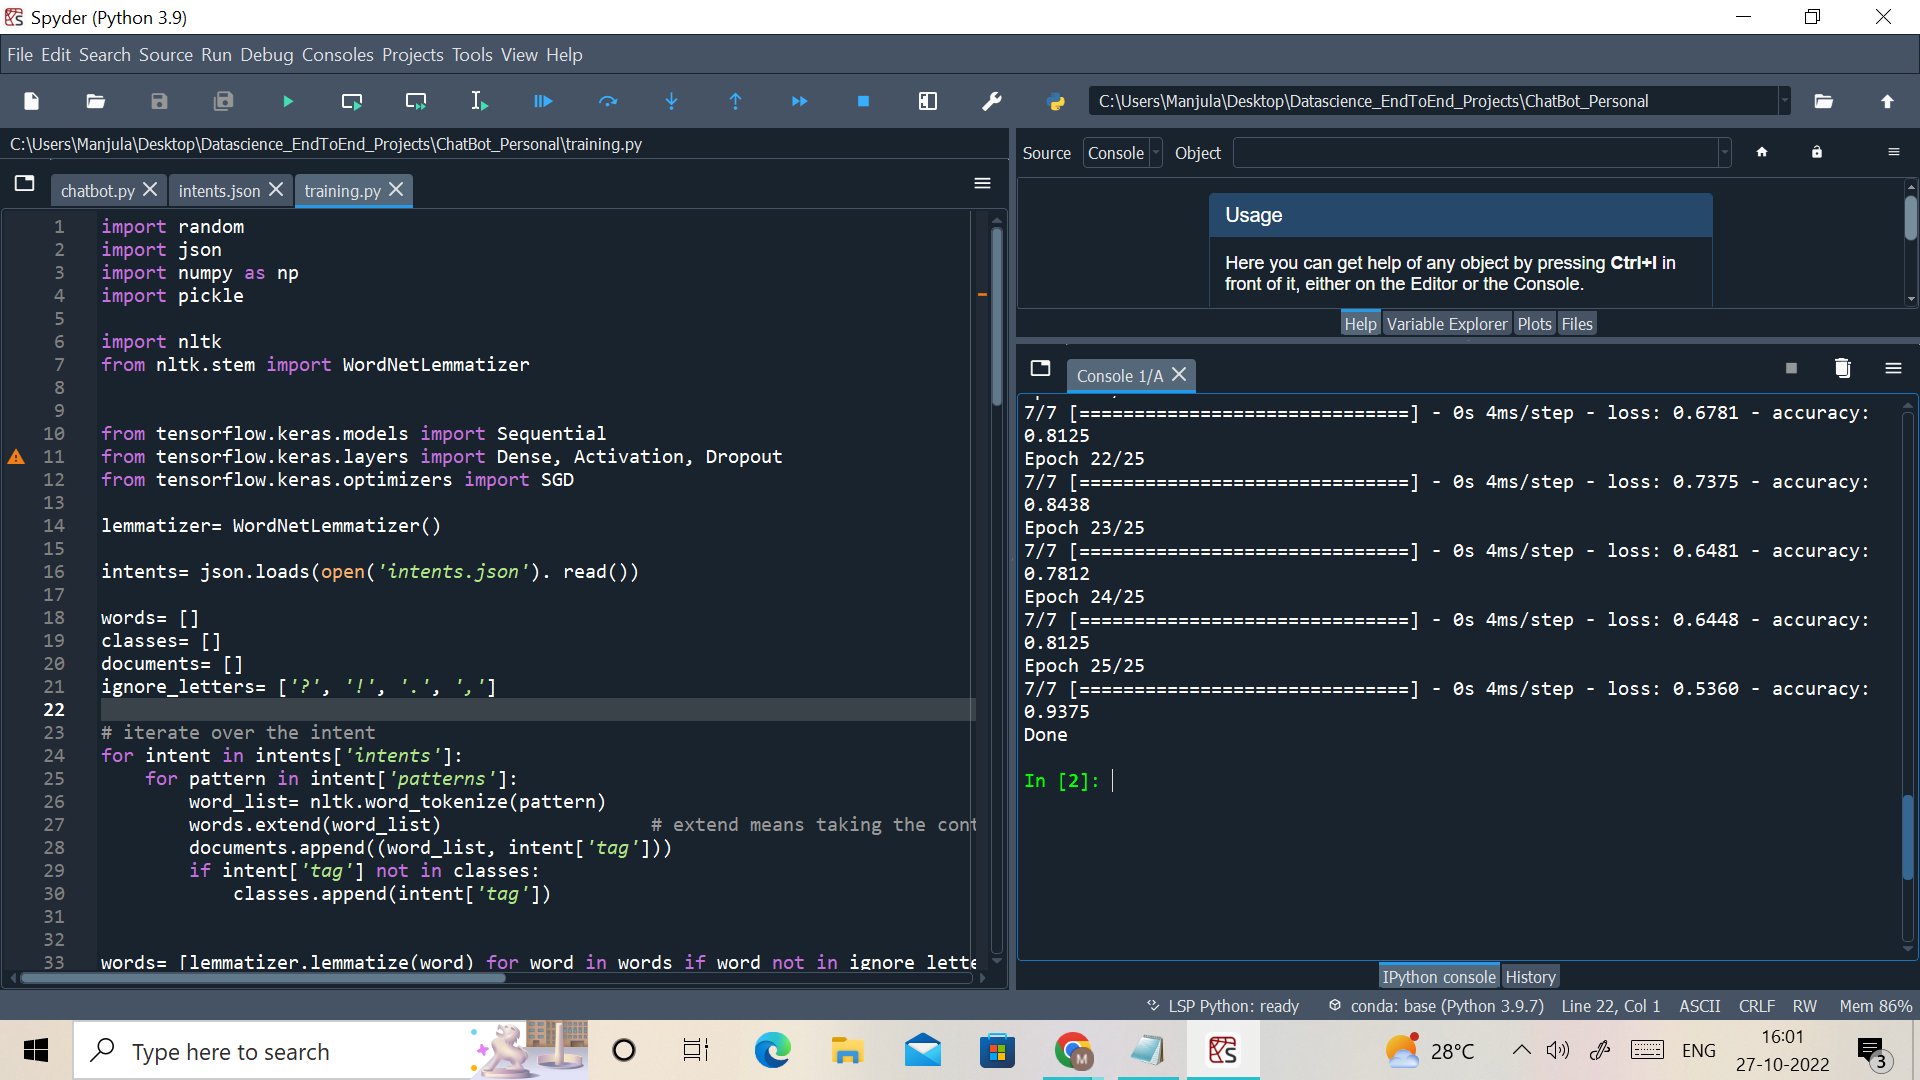 Spyder (Python 3.9)
File Edit Search Source Run Debug Consoles Projects Tools View Help
C:\Users\Manjula\Desktop\Datascience_EndToEnd_Projects\ChatBot_Personal
C:\Users\Manjula\Desktop\Datascience_EndToEnd_Projects\ChatBot_Personal\training.py
chatbot.py intents.json training.py
1 import random
2 import json
3 import numpy as np
4 import pickle
5
6 import nltk
7 from nltk.stem import WordNetLemmatizer
8
9
10 from tensorflow.keras.models import Sequential
11 from tensorflow.keras.layers import Dense, Activation, Dropout
12 from tensorflow.keras.optimizers import SGD
13
14 lemmatizer= WordNetLemmatizer()
15
16 intents= json.loads(open('intents.json'). read())
17
18 words= []
19 classes= []
20 documents= []
21 ignore_letters= ['?', '!', '.', ',']
22
23 # iterate over the intent
24 for intent in intents['intents']:
25     for pattern in intent['patterns']:
26         word_list= nltk.word_tokenize(pattern)
27         words.extend(word_list)                   # extend means taking the cont
28         documents.append((word_list, intent['tag']))
29         if intent['tag'] not in classes:
30             classes.append(intent['tag'])
31
32
33 words= [lemmatizer.lemmatize(word) for word in words if word not in ignore_lette
Source Console Object
Usage
Here you can get help of any object by pressing Ctrl+I in
front of it, either on the Editor or the Console.
Help Variable Explorer Plots Files
Console 1/A
7/7 [==============================] - 0s 4ms/step - loss: 0.6781 - accuracy:
0.8125
Epoch 22/25
7/7 [==============================] - 0s 4ms/step - loss: 0.7375 - accuracy:
0.8438
Epoch 23/25
7/7 [==============================] - 0s 4ms/step - loss: 0.6481 - accuracy:
0.7812
Epoch 24/25
7/7 [==============================] - 0s 4ms/step - loss: 0.6448 - accuracy:
0.8125
Epoch 25/25
7/7 [==============================] - 0s 4ms/step - loss: 0.5360 - accuracy:
0.9375
Done
In [2]:
IPython console History
LSP Python: ready conda: base (Python 3.9.7) Line 22, Col 1 ASCII CRLF RW Mem 86%
Type here to search
M
28°C
ENG
16:01
27-10-2022
3